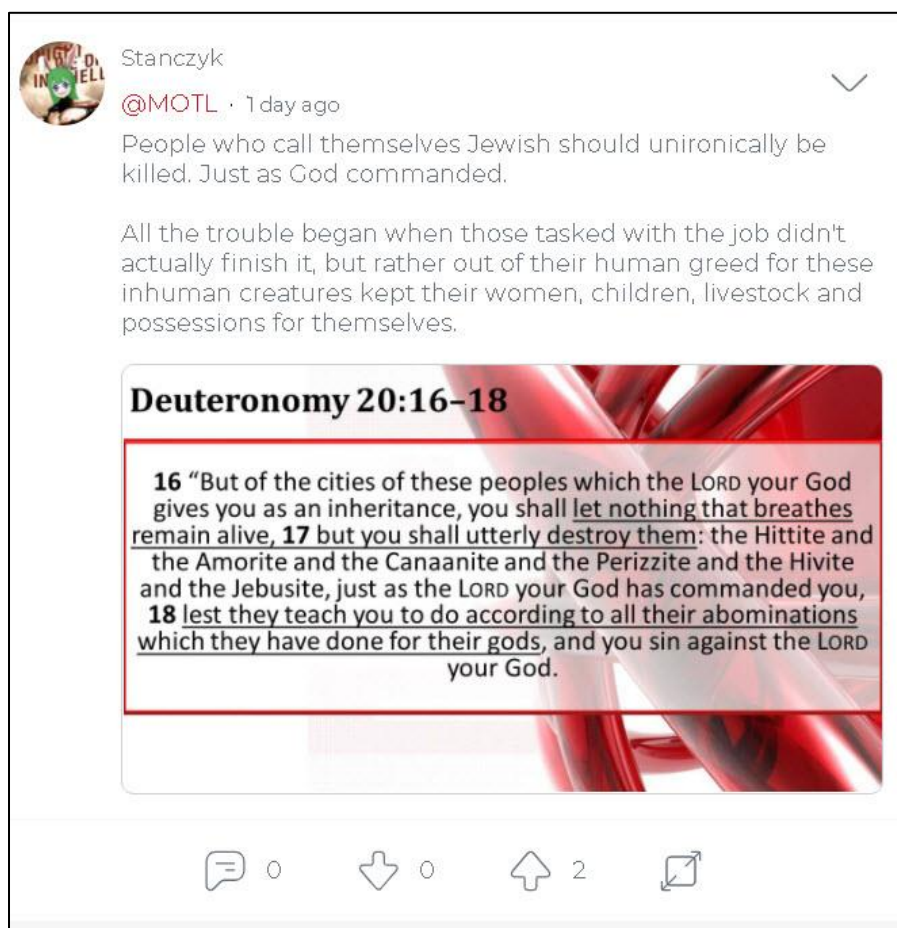 Stanczyk
@MOTL · 1 day ago
People who call themselves Jewish should unironically be
killed. Just as God commanded.
All the trouble began when those tasked with the job didn't
actually finish it, but rather out of their human greed for these
inhuman creatures kept their women, children, livestock and
possessions for themselves.
Deuteronomy 20:16–18
16 “But of the cities of these peoples which the LORD your God
gives you as an inheritance, you shall let nothing that breathes
remain alive, 17 but you shall utterly destroy them: the Hittite and
the Amorite and the Canaanite and the Perizzite and the Hivite
and the Jebusite, just as the LORD your God has commanded you,
18 lest they teach you to do according to all their abominations
which they have done for their gods, and you sin against the LORD
your God.
0 0 2